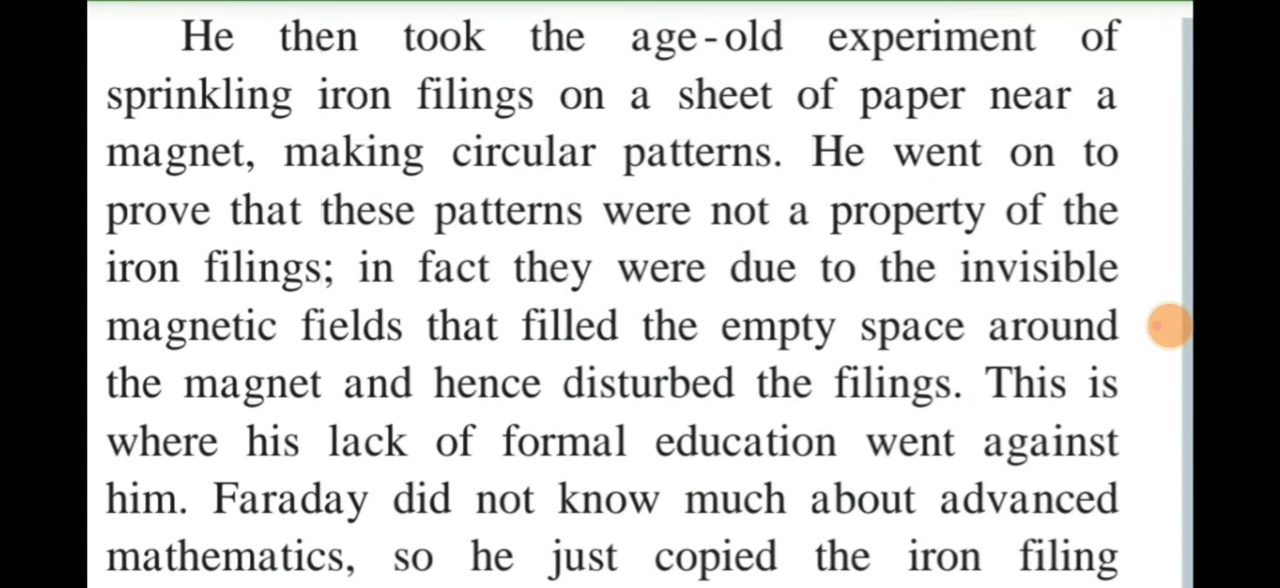 He then took the age-old experiment of
sprinkling iron filings on a sheet of paper near a
magnet, making circular patterns. He went on to
prove that these patterns were not a property of the
iron filings; in fact they were due to the invisible
magnetic fields that filled the empty space around
the magnet and hence disturbed the filings. This is
where his lack of formal education went against
him. Faraday did not know much about advanced
mathematics, so he just copied the iron filing